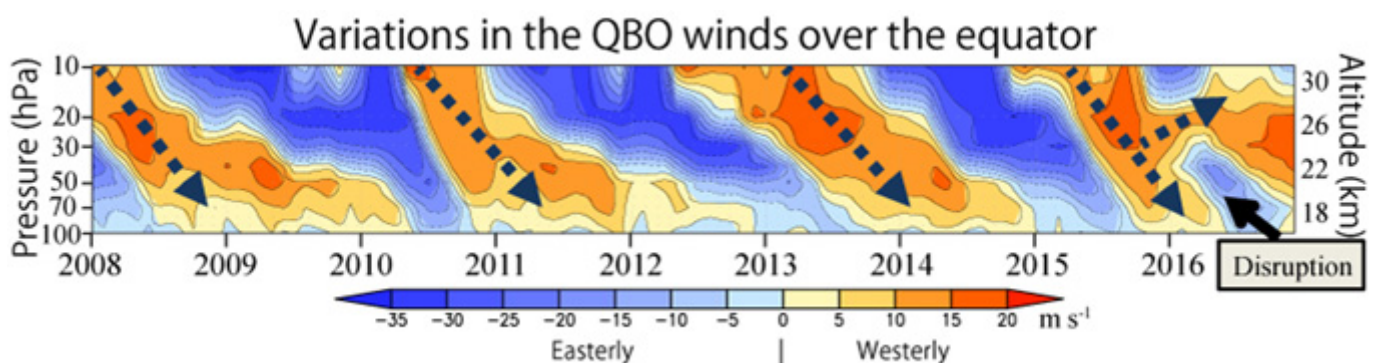 Variations in the QBO winds over the equator
Pressure (hPa)
10
20
30
50
70
100
30
26
22
18
Altitude (km)
2008 2009 2010 2011 2012 2013 2014 2015 2016
Disruption
−35 −30 −25 −20 −15 −10 −5 0 5 10 15 20 m s⁻¹
Easterly | Westerly